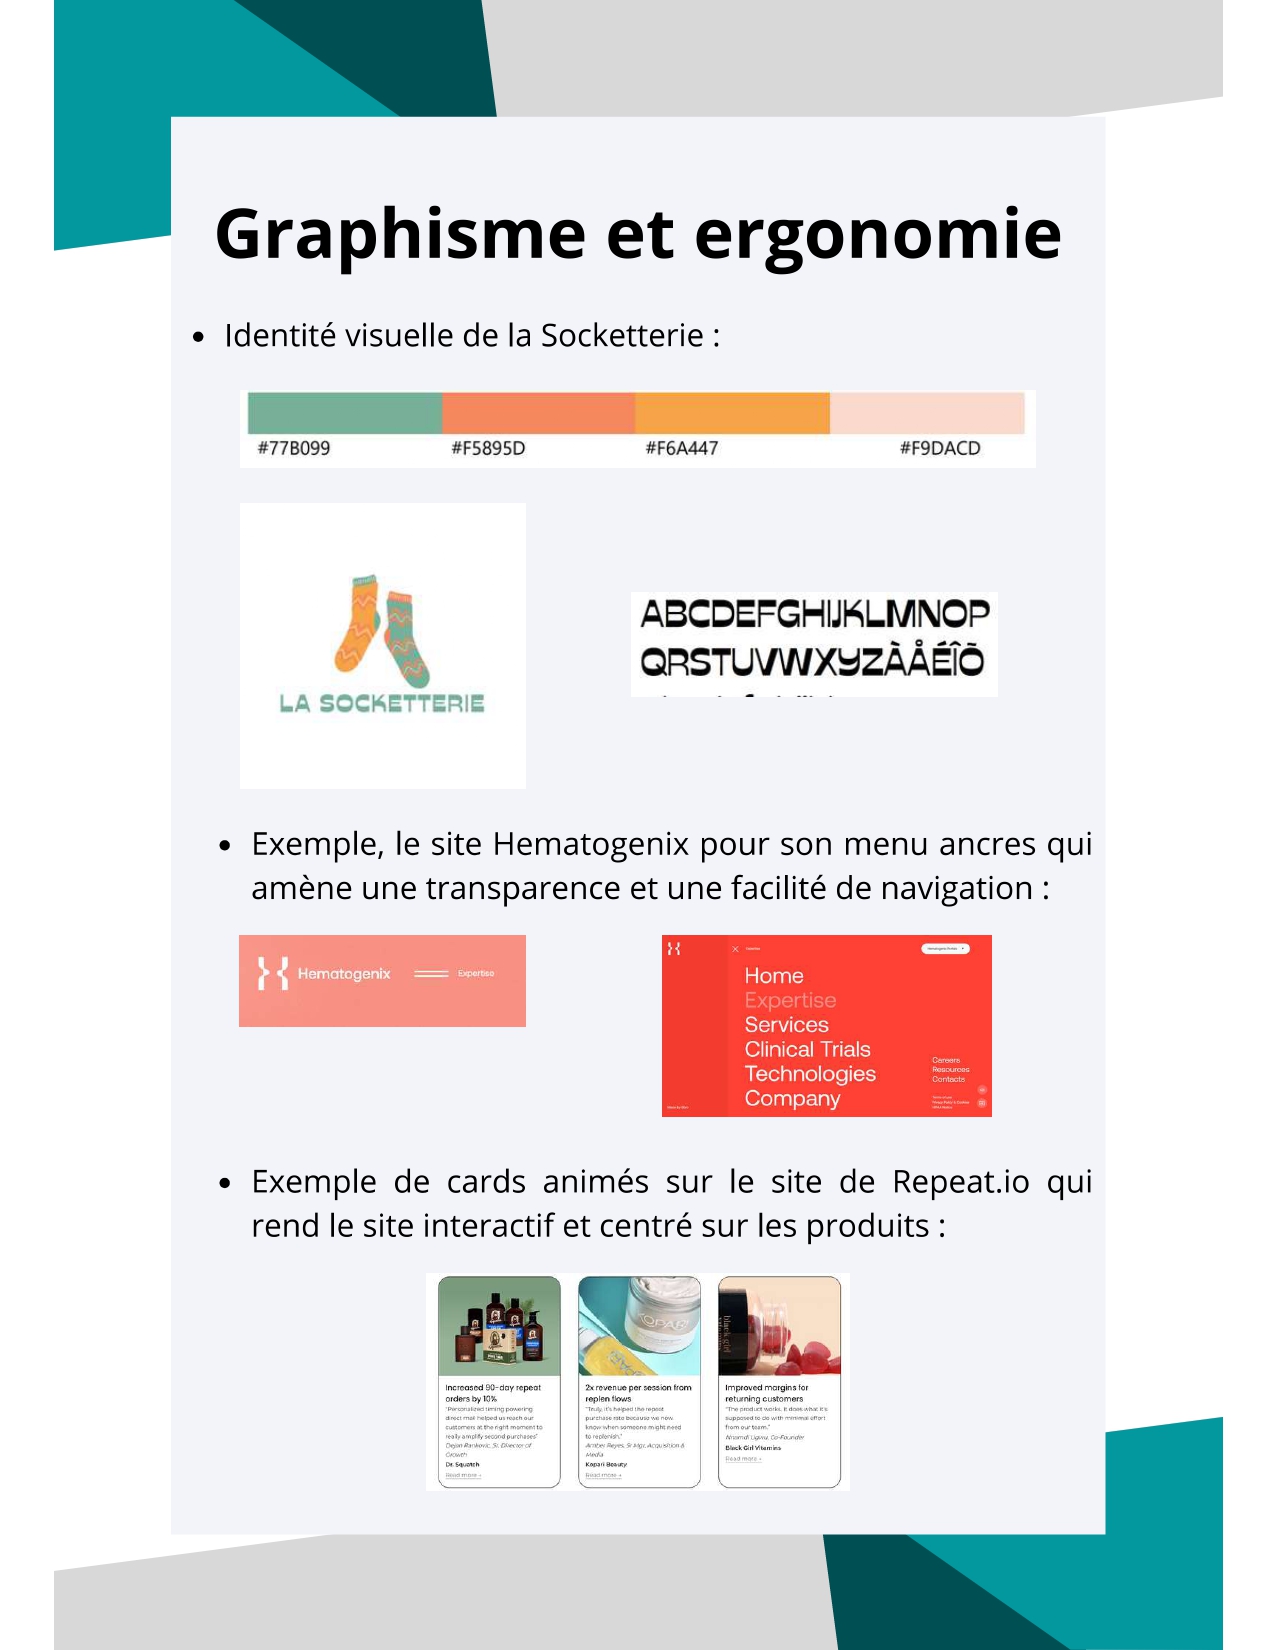 Graphisme et ergonomie
Identité visuelle de la Socketterie :
#77B099 #F5895D #F6A447 #F9DACD
LA SOCKETTERIE
ABCDEFGHIJKLMNOP
QRSTUVWXYZÀÅÉÎÕ
Exemple, le site Hematogenix pour son menu ancres qui
amène une transparence et une facilité de navigation :
Hematogenix Expertise
Home
Expertise
Services
Clinical Trials
Technologies
Company
Careers
Resources
Contacts
Exemple de cards animés sur le site de Repeat.io qui
rend le site interactif et centré sur les produits :
KOPARI
Increased 90-day repeat
orders by 10%
"Personalized timing powering
direct mail helped us reach our
customers at the right moment to
really amplify second purchases"
Dejan Rankovic, Sr. Director of
Growth
Dr. Squatch
Read more →
2x revenue per session from
replen flows
"Truly, it's helped the repeat
purchase rate because we now
know when someone might need
to replenish."
Amber Reyes, Sr Mgr, Acquisition &
Media
Kopari Beauty
Read more →
Improved margins for
returning customers
"The product works. It does what it's
supposed to do with minimal effort
from our team."
Nnamdi Ugwu, Co-Founder
Black Girl Vitamins
Read more →